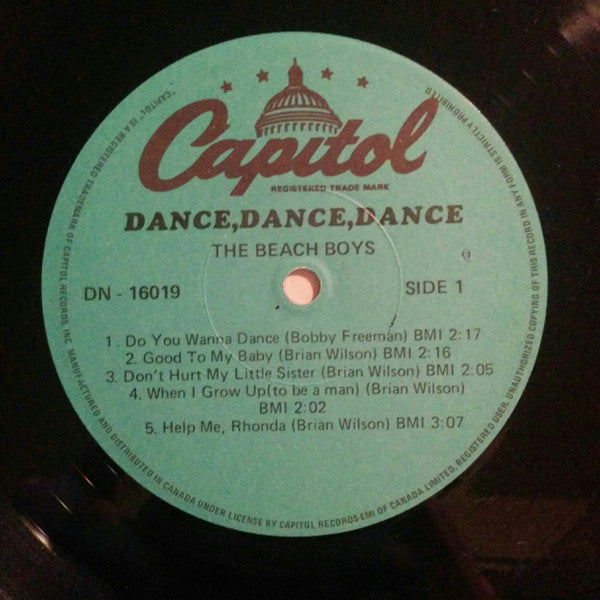 Capitol
REGISTERED TRADE MARK
DANCE,DANCE,DANCE
THE BEACH BOYS
DN - 16019
SIDE 1
1. Do You Wanna Dance (Bobby Freeman) BMI 2:17
2. Good To My Baby (Brian Wilson) BMI 2:16
3. Don't Hurt My Little Sister (Brian Wilson) BMI 2:05
4. When I Grow Up(to be a man) (Brian Wilson)
BMI 2:02
5. Help Me, Rhonda (Brian Wilson) BMI 3:07
"CAPITOL" IS A REGISTERED TRADEMARK OF CAPITOL RECORDS, INC. MANUFACTURED AND DISTRIBUTED IN CANADA UNDER LICENSE BY CAPITOL RECORDS-EMI OF CANADA LIMITED, REGISTERED USER. UNAUTHORIZED COPYING OF THIS RECORD IN ANY FORM IS STRICTLY PROHIBITED.